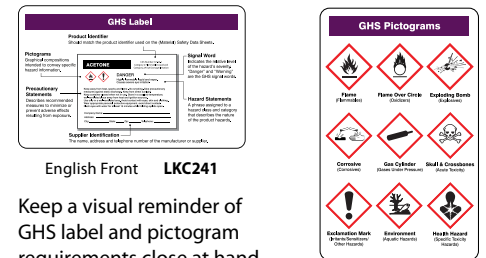 GHS Label
Product Identifier
Should match the product identifier used on the (Material) Safety Data Sheets.
Pictograms
Graphical compositions
intended to convey specific
hazard information.
Precautionary
Statements
Describes recommended
measures to minimize or
prevent adverse effects
resulting from exposure.
ACETONE
DANGER
Signal Word
Indicates the relative level
of the hazard's severity.
"Danger" and "Warning"
are the GHS signal words.
Hazard Statements
A phrase assigned to a
hazard class and category
that describes the nature
of the product hazards.
Supplier Identification
The name, address and telephone number of the manufacturer or supplier.
English Front LKC241
Keep a visual reminder of
GHS label and pictogram
requirements close at hand
GHS Pictograms
Flame
(Flammables)
Flame Over Circle
(Oxidizers)
Exploding Bomb
(Explosives)
Corrosive
(Corrosives)
Gas Cylinder
(Gases Under Pressure)
Skull & Crossbones
(Acute Toxicity)
Exclamation Mark
(Irritants/Sensitizers/
Other Hazards)
Environment
(Aquatic Hazards)
Health Hazard
(Specific Toxicity
Hazards)